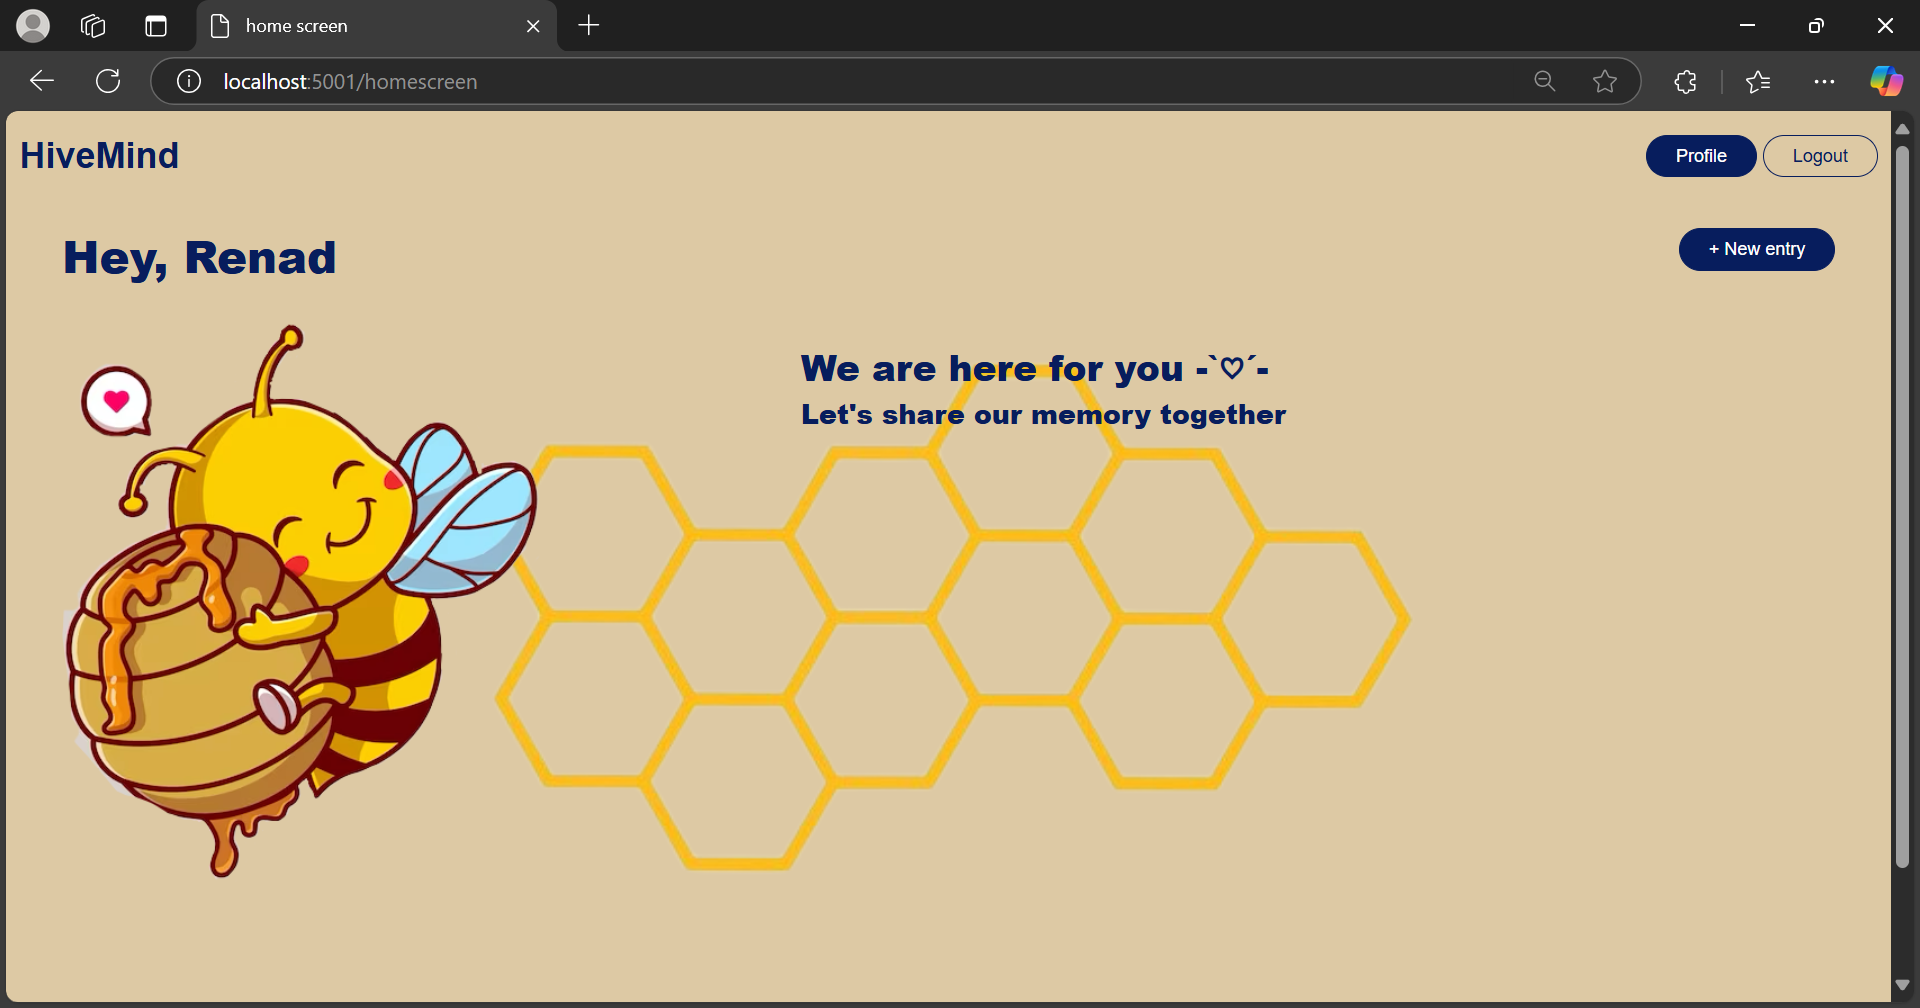 home screen
localhost:5001/homescreen
HiveMind
Profile
Logout
Hey, Renad
+ New entry
We are here for you -`♡´-
Let's share our memory together